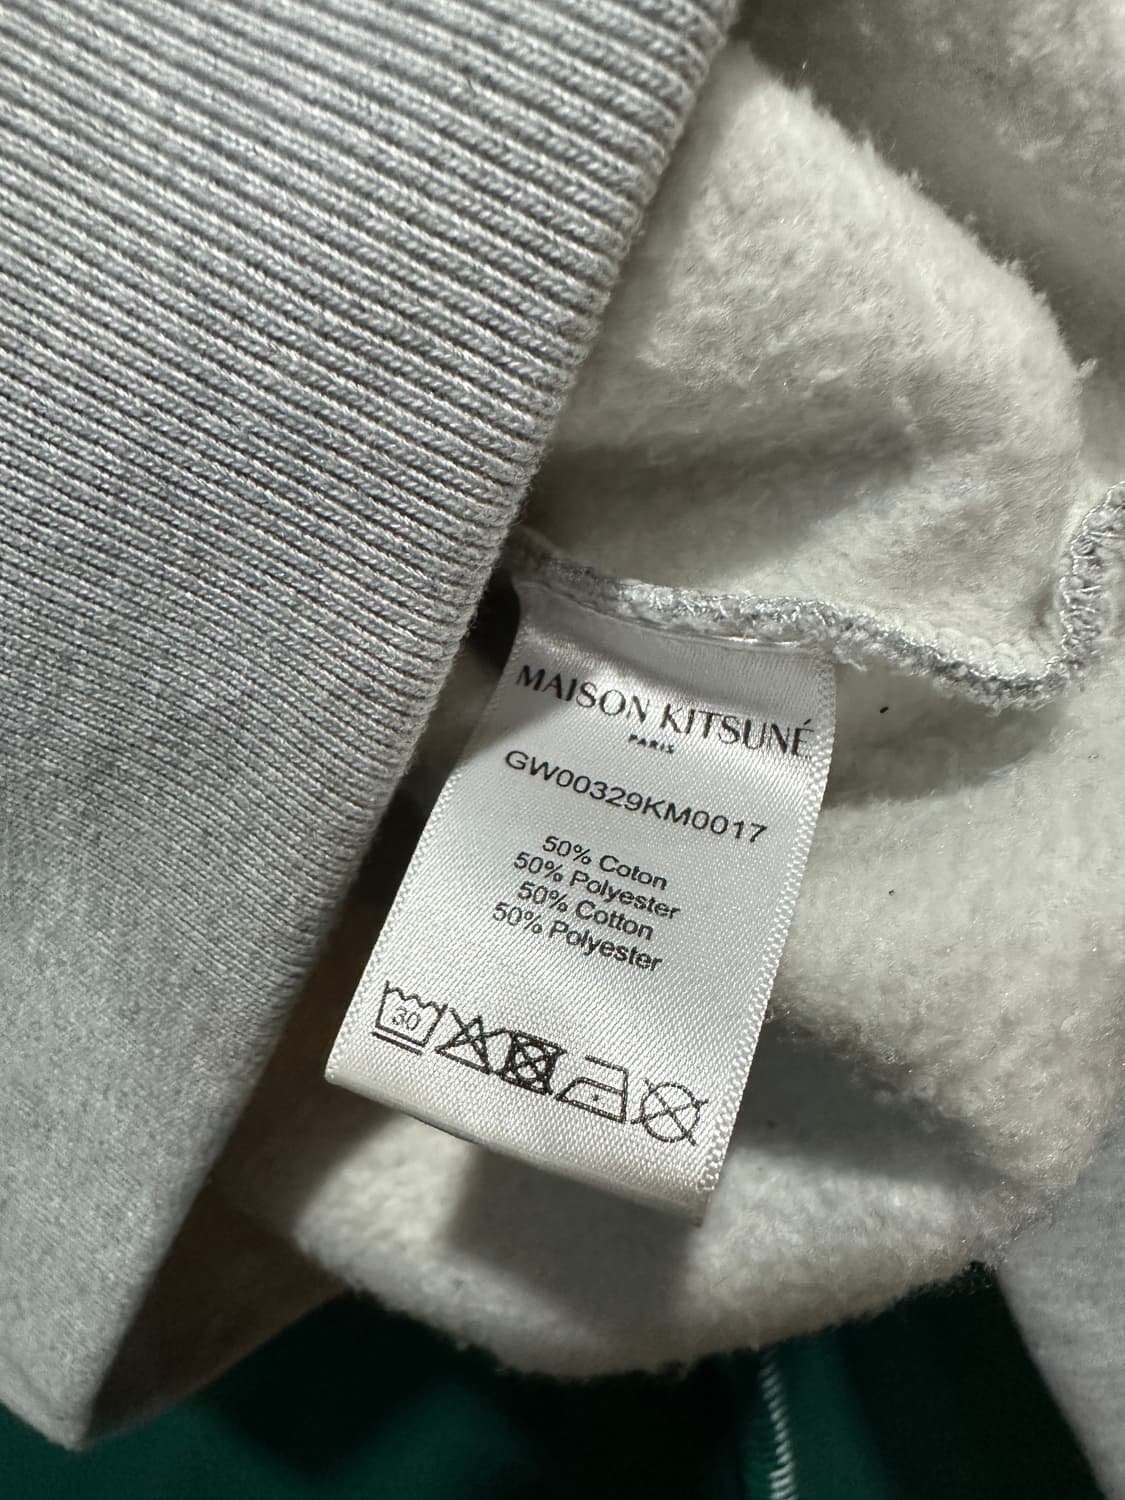 MAISON KITSUNÉ
PARIS
GW00329KM0017
50% Coton
50% Polyester
50% Cotton
50% Polyester
30